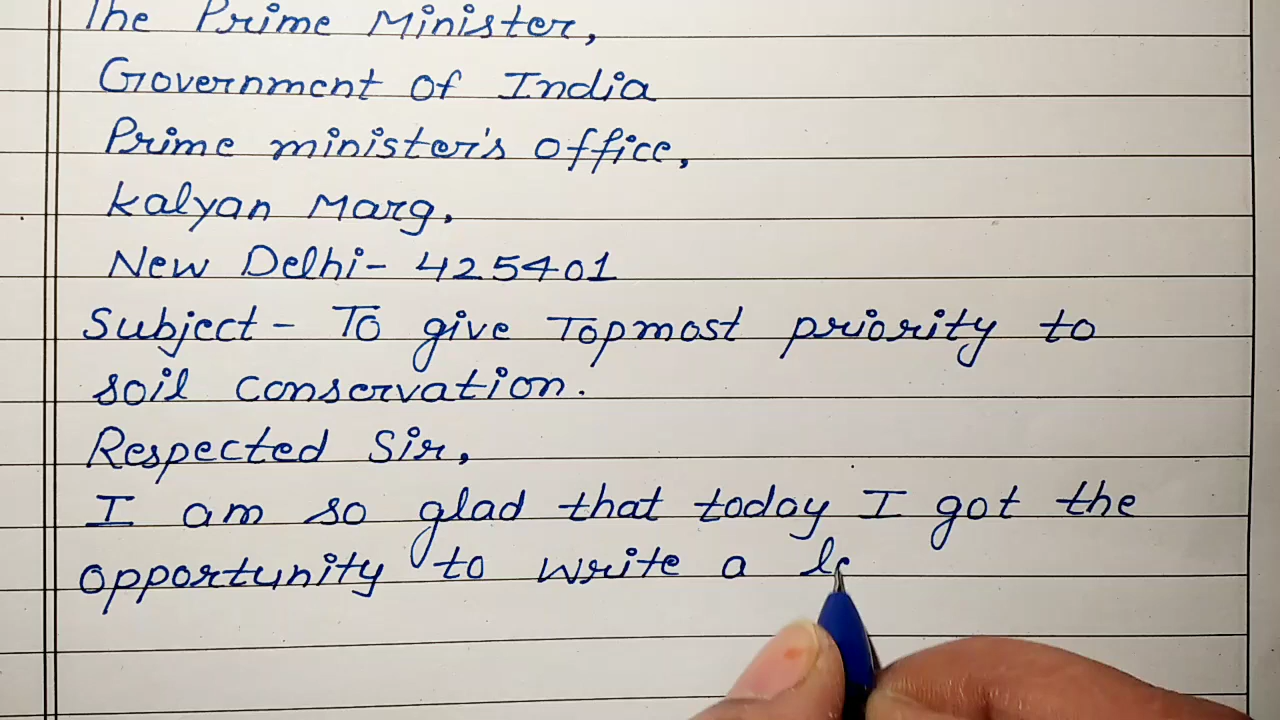 The Prime Minister,
Government of India
Prime minister's office,
Kalyan Marg,
New Delhi- 425401
Subject- To give Topmost priority to
soil conservation.
Respected Sir,
I am so glad that today I got the
opportunity to write a